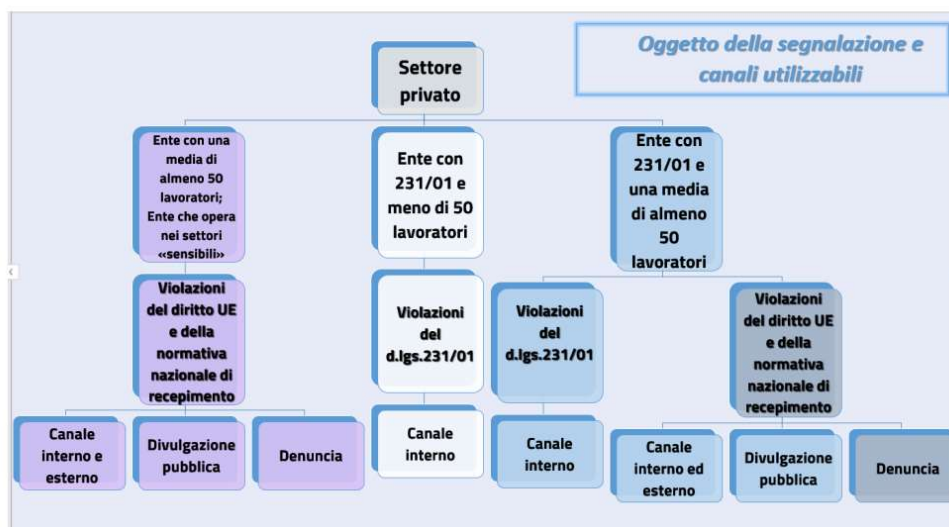 Oggetto della segnalazione e
canali utilizzabili
Settore
privato
Ente con una
media di
almeno 50
lavoratori;
Ente che opera
nei settori
«sensibili»
Ente con
231/01 e
meno di 50
lavoratori
Ente con
231/01 e
una media
di almeno
50
lavoratori
Violazioni
del diritto UE
e della
normativa
nazionale di
recepimento
Violazioni
del
d.lgs.231/01
Violazioni
del
d.lgs.231/01
Violazioni
del diritto UE
e della
normativa
nazionale di
recepimento
Canale
interno e
esterno
Divulgazione
pubblica
Denuncia
Canale
interno
Canale
interno
Canale
interno ed
esterno
Divulgazione
pubblica
Denuncia